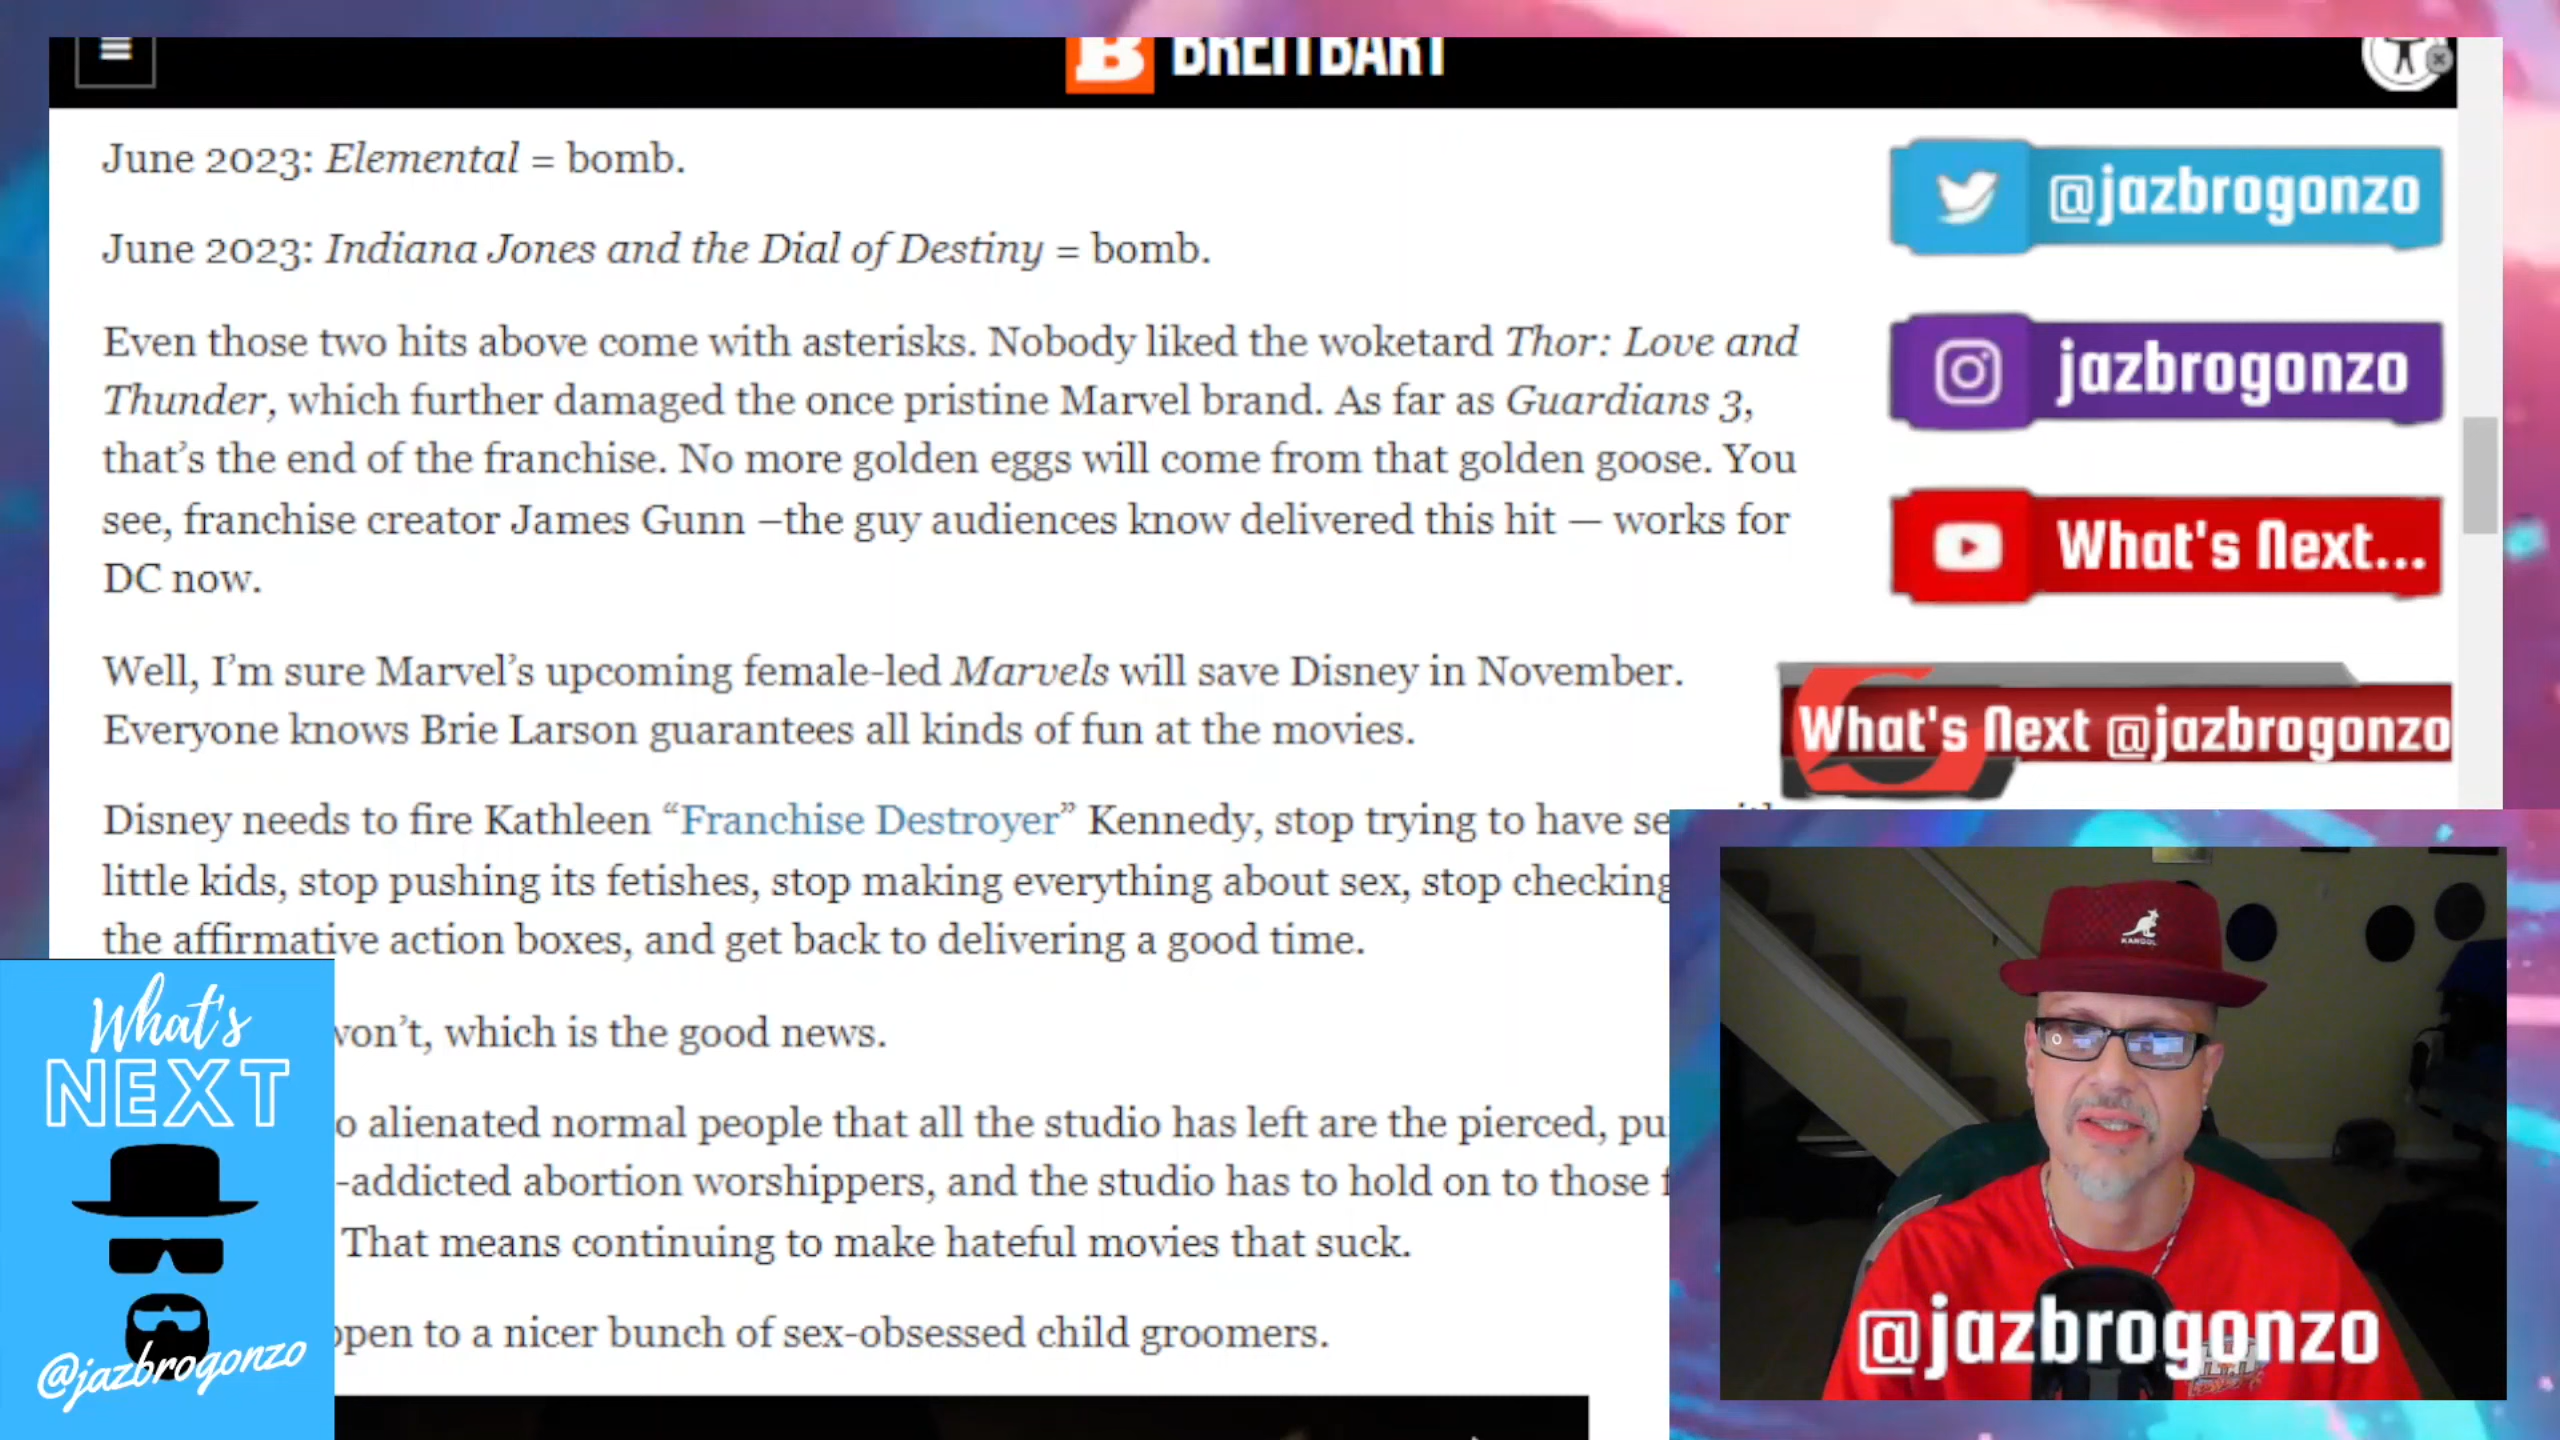 BREITBART
June 2023: Elemental = bomb.
June 2023: Indiana Jones and the Dial of Destiny = bomb.
Even those two hits above come with asterisks. Nobody liked the woketard Thor: Love and
Thunder, which further damaged the once pristine Marvel brand. As far as Guardians 3,
that’s the end of the franchise. No more golden eggs will come from that golden goose. You
see, franchise creator James Gunn –the guy audiences know delivered this hit — works for
DC now.
Well, I’m sure Marvel’s upcoming female-led Marvels will save Disney in November.
Everyone knows Brie Larson guarantees all kinds of fun at the movies.
Disney needs to fire Kathleen “Franchise Destroyer” Kennedy, stop trying to have
little kids, stop pushing its fetishes, stop making everything about sex, stop checking
the affirmative action boxes, and get back to delivering a good time.
won’t, which is the good news.
alienated normal people that all the studio has left are the pierced,
-addicted abortion worshippers, and the studio has to hold on to those
That means continuing to make hateful movies that suck.
to a nicer bunch of sex-obsessed child groomers.
@jazbrogonzo
jazbrogonzo
What's Next...
What's Next @jazbrogonzo
What's
NEXT
@jazbrogonzo
KANGOL
@jazbrogonzo